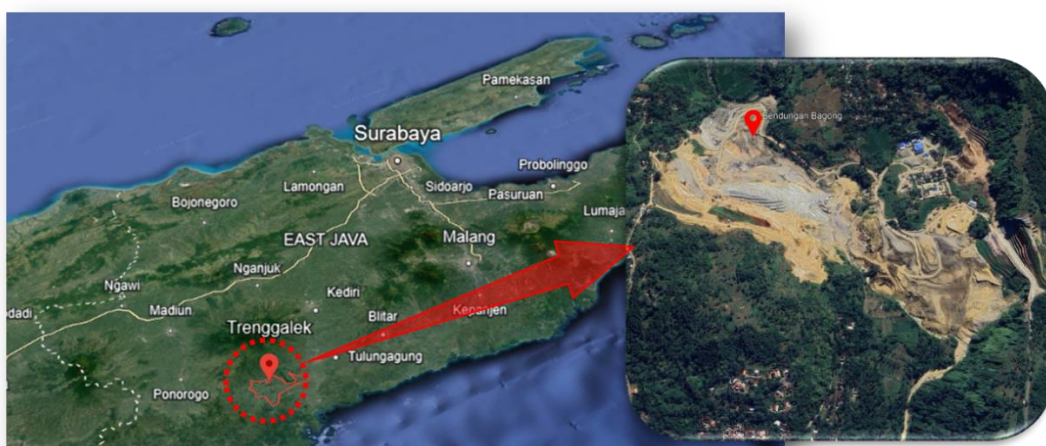 Pamekasan
Surabaya
Probolinggo
Lamongan
Sidoarjo
Pasuruan
Bojonegoro
Lumaja
EAST JAVA
Malang
Nganjuk
Ngawi
Kediri
dadi
Madiun
Blitar
Kepanjen
Trenggalek
Tulungagung
Ponorogo
Bendungan Bagong